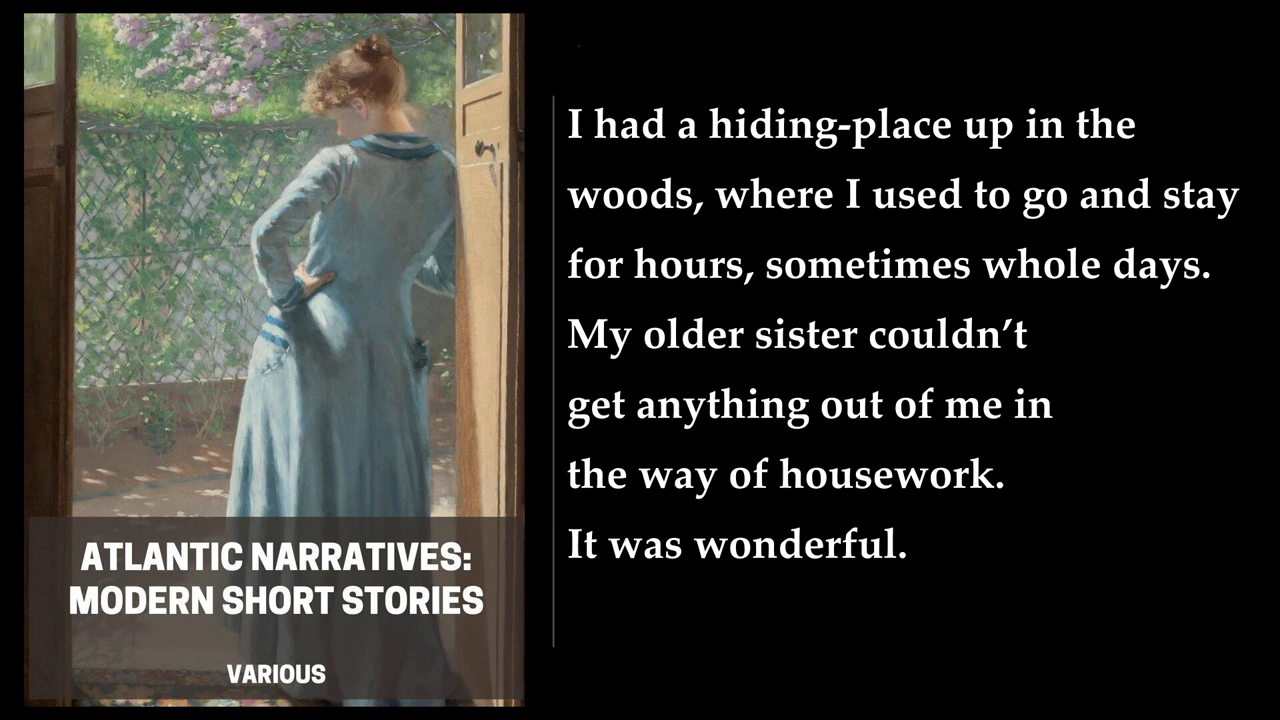 ATLANTIC NARRATIVES:
MODERN SHORT STORIES
VARIOUS
I had a hiding-place up in the
woods, where I used to go and stay
for hours, sometimes whole days.
My older sister couldn’t
get anything out of me in
the way of housework.
It was wonderful.